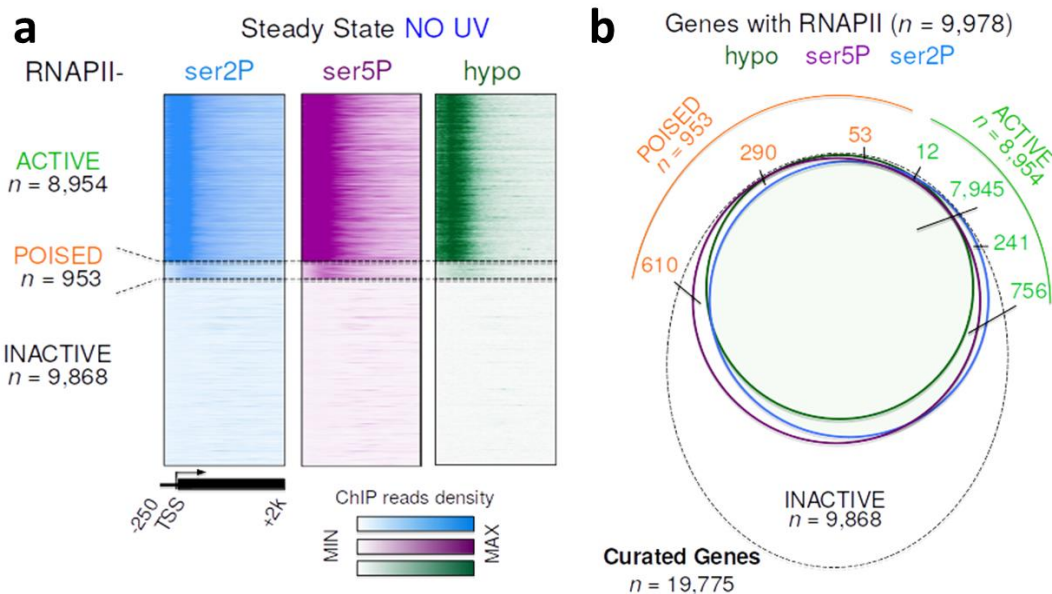 a
Steady State NO UV
RNAPII- ser2P ser5P hypo
ACTIVE
n = 8,954
POISED
n = 953
INACTIVE
n = 9,868
-250
TSS
+2k
ChIP reads density
MIN
MAX
b
Genes with RNAPII (n = 9,978)
hypo ser5P ser2P
POISED
n = 953
ACTIVE
n = 8,954
290
53
12
7,945
241
756
610
INACTIVE
n = 9,868
Curated Genes
n = 19,775